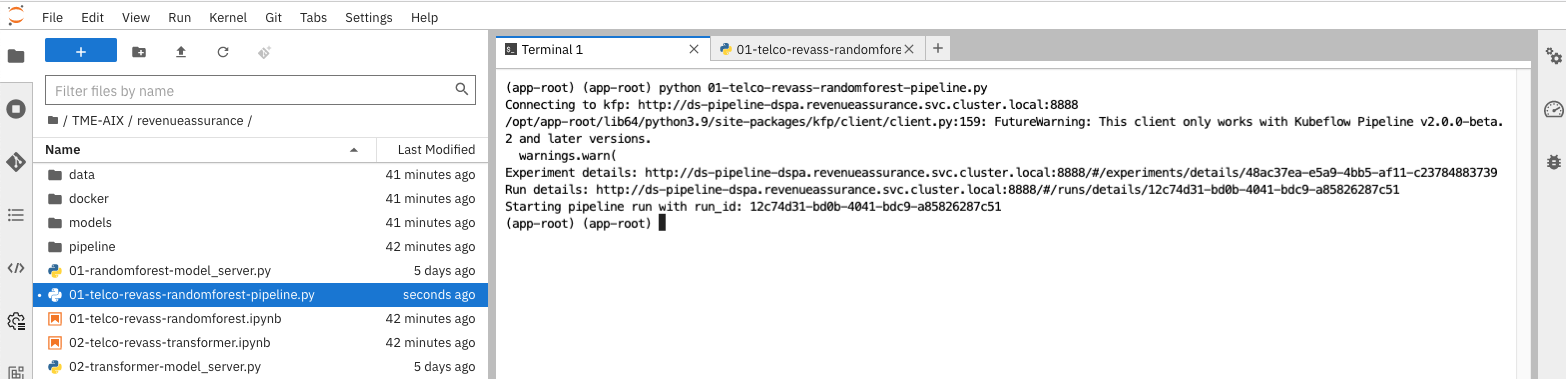 File Edit View Run Kernel Git Tabs Settings Help
+
Filter files by name
/ TME-AIX / revenueassurance /
Name Last Modified
data 41 minutes ago
docker 41 minutes ago
models 41 minutes ago
pipeline 42 minutes ago
01-randomforest-model_server.py 5 days ago
01-telco-revass-randomforest-pipeline.py seconds ago
01-telco-revass-randomforest.ipynb 42 minutes ago
02-telco-revass-transformer.ipynb 42 minutes ago
02-transformer-model_server.py 5 days ago
Terminal 1 01-telco-revass-randomfore +
(app-root) (app-root) python 01-telco-revass-randomforest-pipeline.py
Connecting to kfp: http://ds-pipeline-dspa.revenueassurance.svc.cluster.local:8888
/opt/app-root/lib64/python3.9/site-packages/kfp/client/client.py:159: FutureWarning: This client only works with Kubeflow Pipeline v2.0.0-beta.
2 and later versions.
  warnings.warn(
Experiment details: http://ds-pipeline-dspa.revenueassurance.svc.cluster.local:8888/#/experiments/details/48ac37ea-e5a9-4bb5-af11-c23784883739
Run details: http://ds-pipeline-dspa.revenueassurance.svc.cluster.local:8888/#/runs/details/12c74d31-bd0b-4041-bdc9-a85826287c51
Starting pipeline run with run_id: 12c74d31-bd0b-4041-bdc9-a85826287c51
(app-root) (app-root)